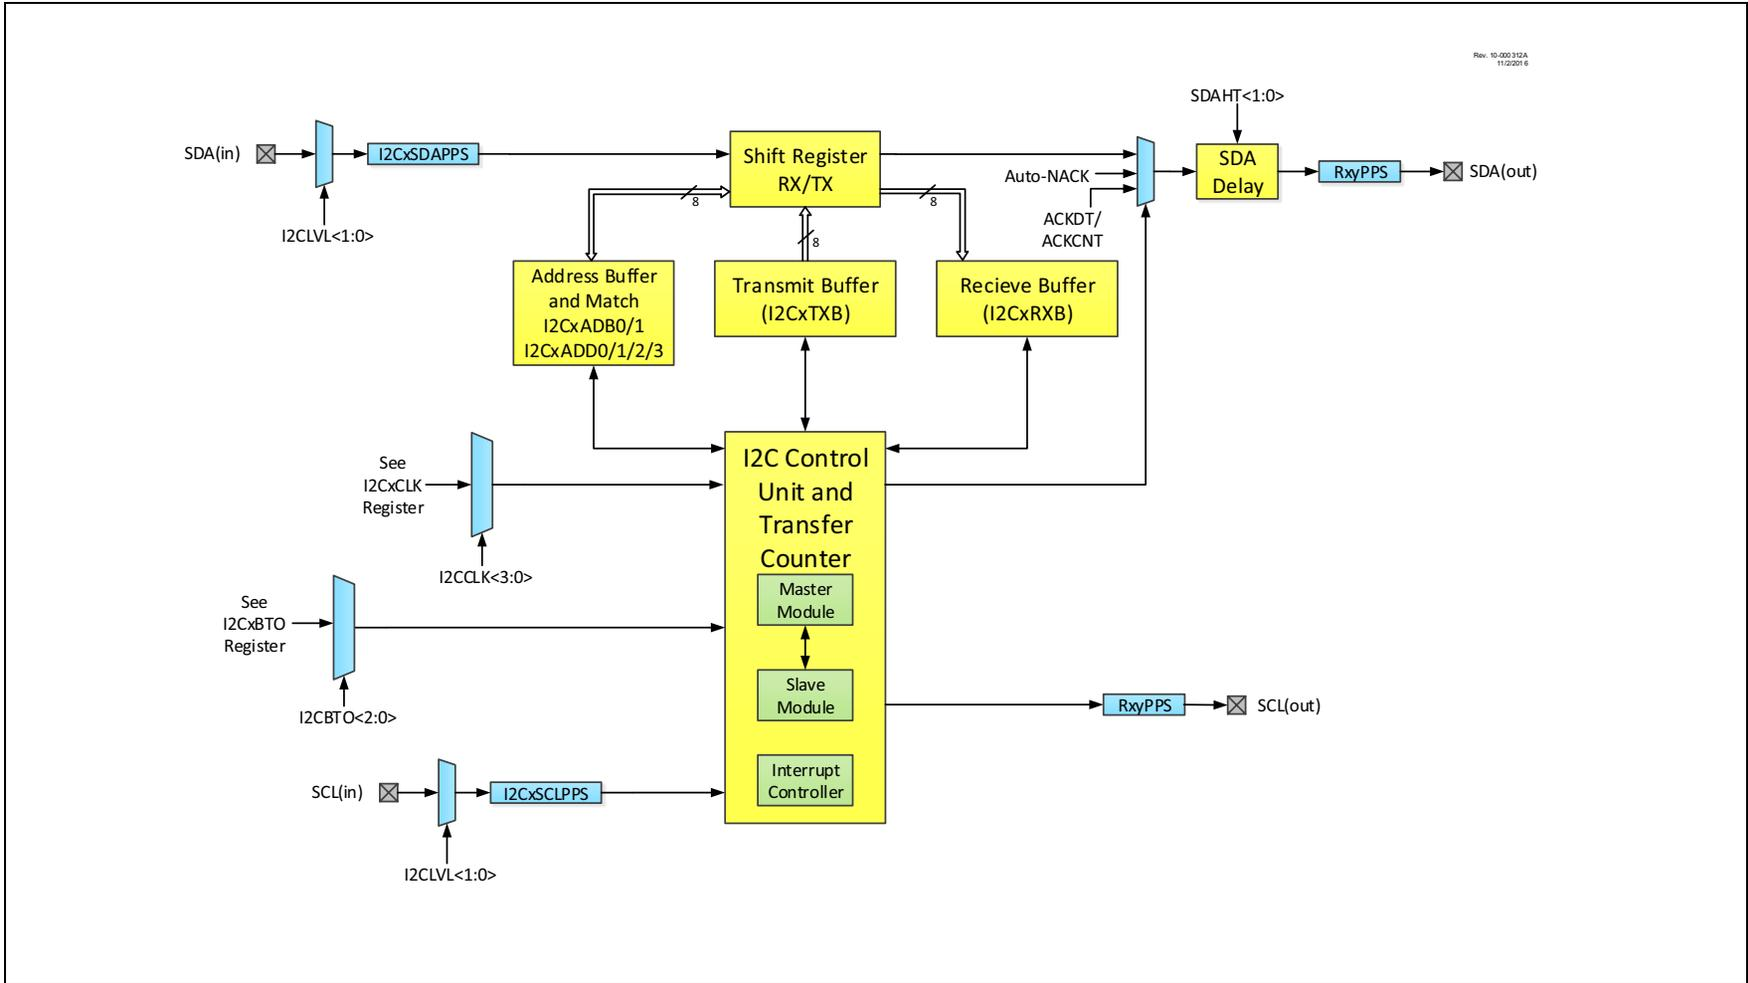 Rev. 10-000312A
11/2/2016
SDAHT<1:0>
SDA(in)
I2CxSDAPPS
Shift Register
RX/TX
Auto-NACK
SDA
Delay
RxyPPS
SDA(out)
8
8
I2CLVL<1:0>
ACKDT/
ACKCNT
8
Address Buffer
and Match
I2CxADB0/1
I2CxADD0/1/2/3
Transmit Buffer
(I2CxTXB)
Recieve Buffer
(I2CxRXB)
See
I2CxCLK
Register
I2CCLK<3:0>
I2C Control
Unit and
Transfer
Counter
Master
Module
See
I2CxBTO
Register
I2CBTO<2:0>
Slave
Module
RxyPPS
SCL(out)
Interrupt
Controller
SCL(in)
I2CxSCLPPS
I2CLVL<1:0>